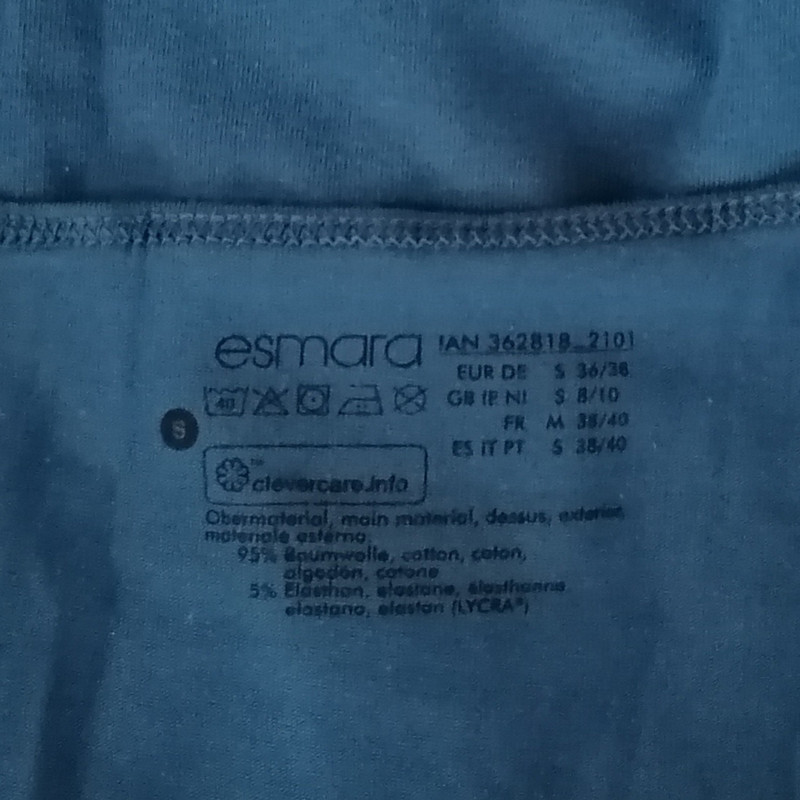 esmara
IAN 362818_2101
EUR DE S 36/38
GB IE NI S 8/10
FR M 38/40
ES IT PT S 38/40
40
S
clevercare.info™
Obermaterial, main material, dessus, exterior,
materiale esterno:
95% Baumwolle, cotton, coton,
algodón, cotone
5% Elasthan, elastane, élasthanne
elastano, elastan (LYCRA®)